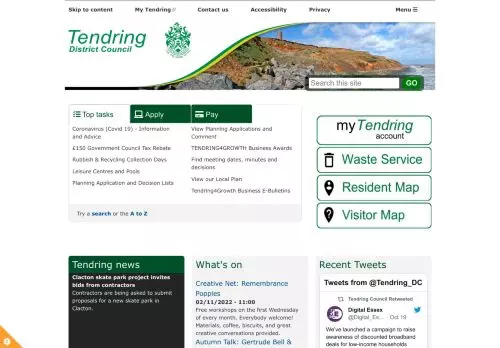 Skip to content
My Tendring
Contact us
Accessibility
Privacy
Menu ☰
Tendring
District Council
Search this site
GO
Top tasks
Apply
Pay
Coronavirus (Covid 19) - Information
and Advice
£150 Government Council Tax Rebate
Rubbish & Recycling Collection Days
Leisure Centres and Pools
Planning Application and Decision Lists
View Planning Applications and
Comment
TENDRING4GROWTH Business Awards
Find meeting dates, minutes and
decisions
View our Local Plan
Tendring4Growth Business E-Bulletins
Try a search or the A to Z
my Tendring
account
Waste Service
Resident Map
Visitor Map
Tendring news
Clacton skate park project invites
bids from contractors
Contractors are being asked to submit
proposals for a new skate park in
Clacton.
What's on
Creative Net: Remembrance
Poppies
02/11/2022 - 11:00
Free workshops on the first Wednesday
of every month. Everybody welcome!
Materials, coffee, biscuits, and great
creative conversations provided.
Autumn Talk: Gertrude Bell &
Recent Tweets
Tweets from @Tendring_DC
Tendring Council Retweeted
Digital Essex
@Digital_Es... · Oct 19
We've launched a campaign to raise
awareness of discounted broadband
deals for low-income households